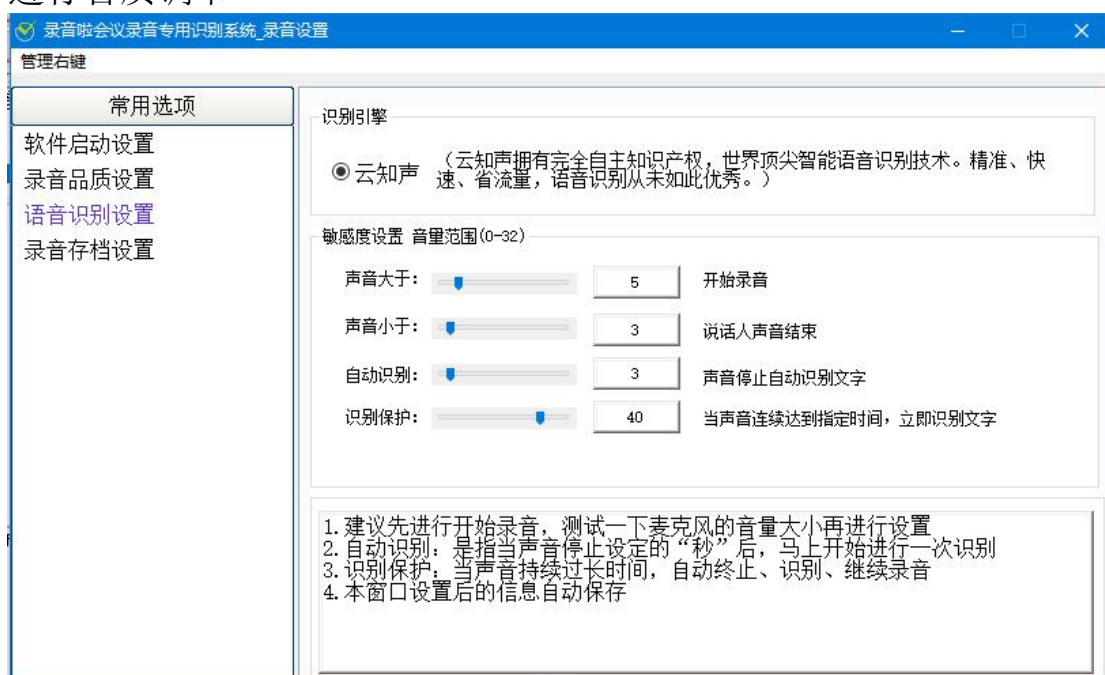 录音啦会议录音专用识别系统_录音设置
管理右键
常用选项
软件启动设置
录音品质设置
语音识别设置
录音存档设置
识别引擎
云知声
(云知声拥有完全自主知识产权，世界顶尖智能语音识别技术。精准、快
速、省流量，语音识别从未如此优秀。)
敏感度设置 音量范围(0-32)
声音大于: 5 开始录音
声音小于: 3 说话人声音结束
自动识别: 3 声音停止自动识别文字
识别保护: 40 当声音连续达到指定时间，立即识别文字
1.建议先进行开始录音，测试一下麦克风的音量大小再进行设置
2.自动识别：是指当声音停止设定的“秒”后，马上开始进行一次识别
3.识别保护：当声音持续过长时间，自动终止、识别、继续录音
4.本窗口设置后的信息自动保存